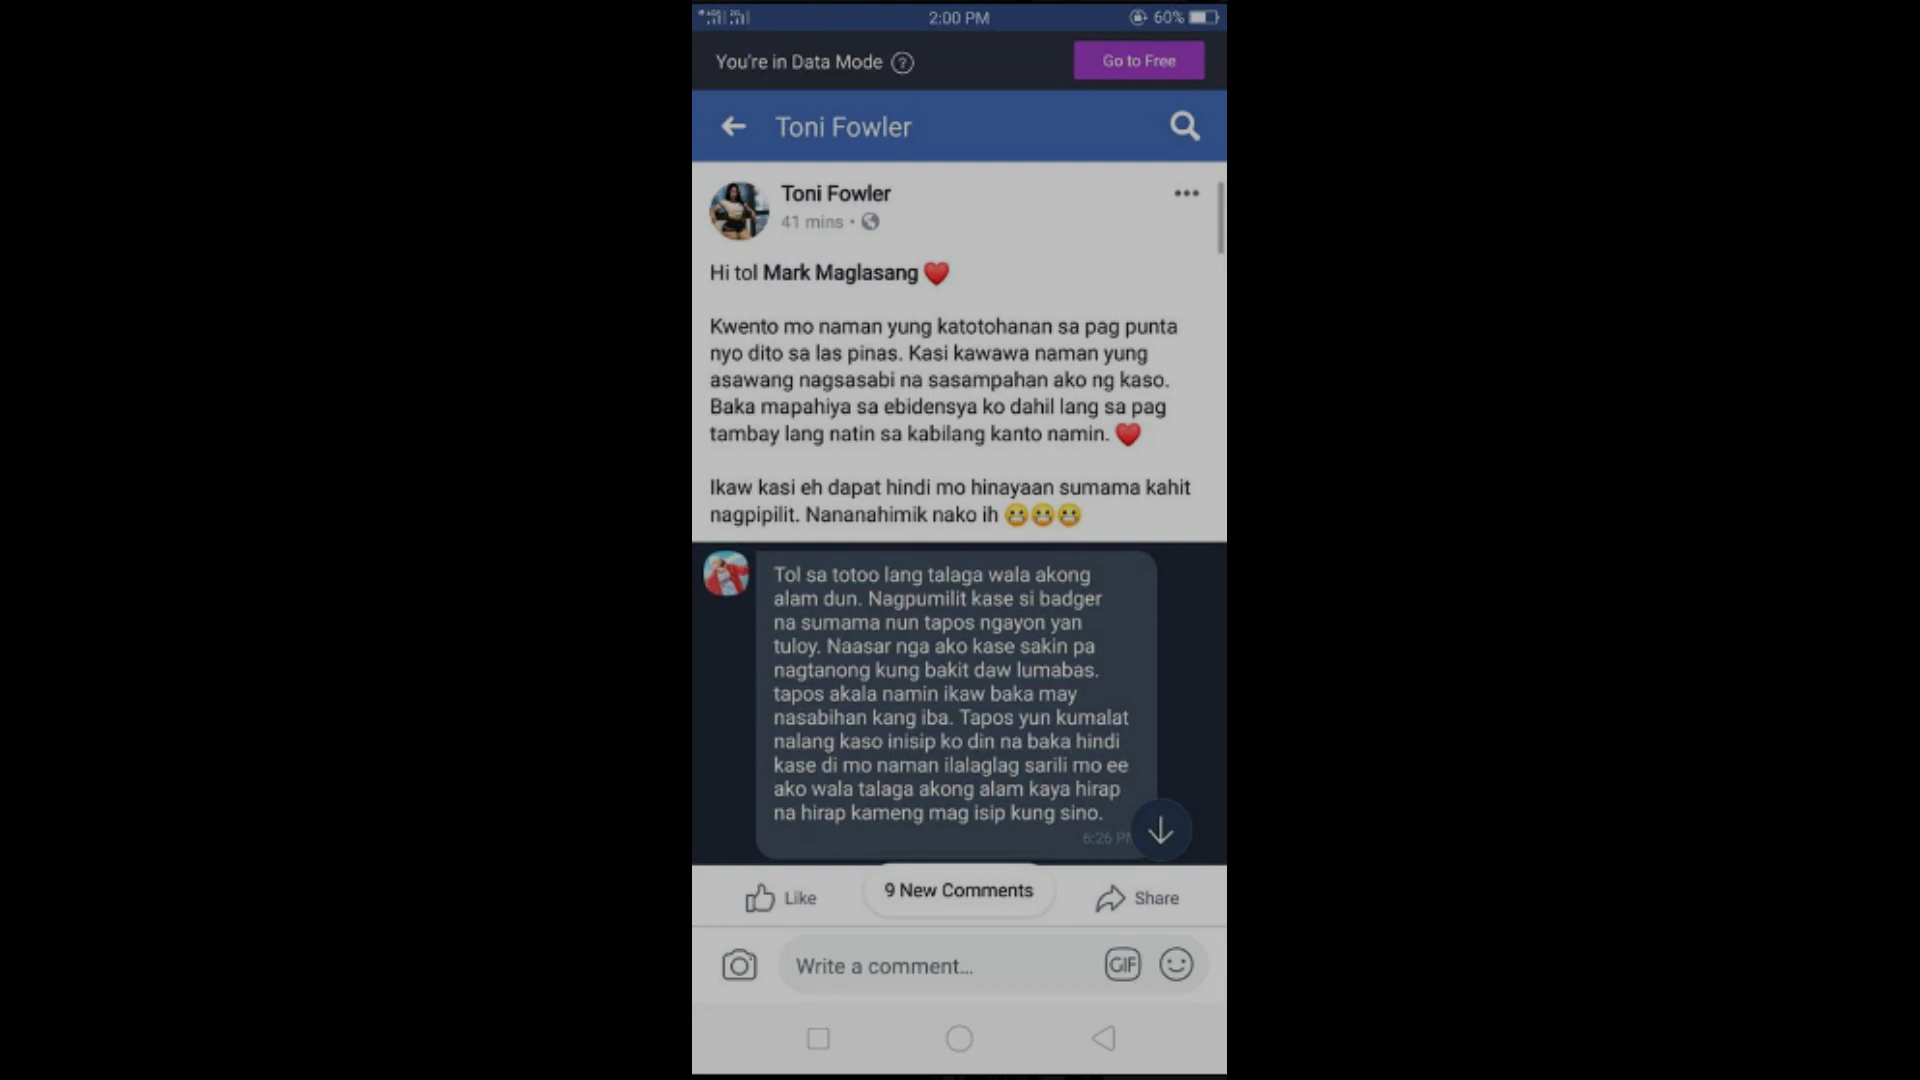 2:00 PM
60%
You're in Data Mode ?
Go to Free
Toni Fowler
Toni Fowler
41 mins
Hi tol Mark Maglasang ❤️
Kwento mo naman yung katotohanan sa pag punta
nyo dito sa las pinas. Kasi kawawa naman yung
asawang nagsasabi na sasampahan ako ng kaso.
Baka mapahiya sa ebidensya ko dahil lang sa pag
tambay lang natin sa kabilang kanto namin. ❤️
Ikaw kasi eh dapat hindi mo hinayaan sumama kahit
nagpipilit. Nananahimik nako ih 😬😬😬
Tol sa totoo lang talaga wala akong
alam dun. Nagpumilit kase si badger
na sumama nun tapos ngayon yan
tuloy. Naasar nga ako kase sakin pa
nagtanong kung bakit daw lumabas.
tapos akala namin ikaw baka may
nasabihan kang iba. Tapos yun kumalat
nalang kaso inisip ko din na baka hindi
kase di mo naman ilalaglag sarili mo ee
ako wala talaga akong alam kaya hirap
na hirap kameng mag isip kung sino.
6:26
Like
9 New Comments
Share
Write a comment...
GIF